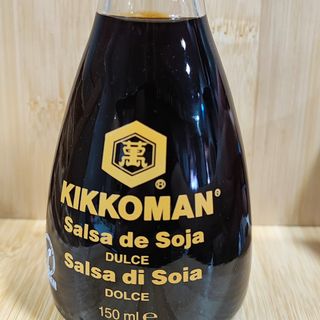 萬
®
KIKKOMAN®
Salsa de Soja
DULCE
Salsa di Soia
DOLCE
150 ml ℮